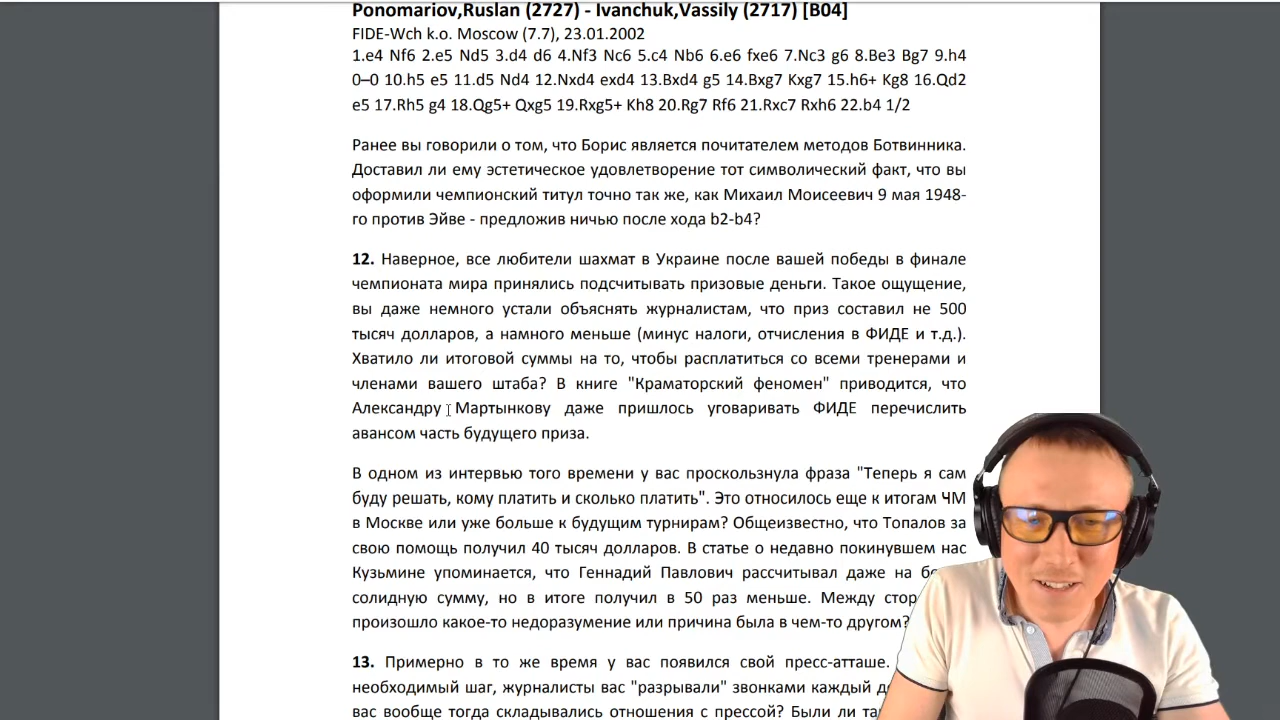 Ponomariov,Ruslan (2727) - Ivanchuk,Vassily (2717) [B04]
FIDE-Wch k.o. Moscow (7.7), 23.01.2002
1.e4 Nf6 2.e5 Nd5 3.d4 d6 4.Nf3 Nc6 5.c4 Nb6 6.e6 fxe6 7.Nc3 g6 8.Be3 Bg7 9.h4
0–0 10.h5 e5 11.d5 Nd4 12.Nxd4 exd4 13.Bxd4 g5 14.Bxg7 Kxg7 15.h6+ Kg8 16.Qd2
e5 17.Rh5 g4 18.Qg5+ Qxg5 19.Rxg5+ Kh8 20.Rg7 Rf6 21.Rxc7 Rxh6 22.b4 1/2
Ранее вы говорили о том, что Борис является почитателем методов Ботвинника.
Доставил ли ему эстетическое удовлетворение тот символический факт, что вы
оформили чемпионский титул точно так же, как Михаил Моисеевич 9 мая 1948-
го против Эйве - предложив ничью после хода b2-b4?
12. Наверное, все любители шахмат в Украине после вашей победы в финале
чемпионата мира принялись подсчитывать призовые деньги. Такое ощущение,
вы даже немного устали объяснять журналистам, что приз составил не 500
тысяч долларов, а намного меньше (минус налоги, отчисления в ФИДЕ и т.д.).
Хватило ли итоговой суммы на то, чтобы расплатиться со всеми тренерами и
членами вашего штаба? В книге "Краматорский феномен" приводится, что
Александру Мартынкову даже пришлось уговаривать ФИДЕ перечислить
авансом часть будущего приза.
В одном из интервью того времени у вас проскользнула фраза "Теперь я сам
буду решать, кому платить и сколько платить". Это относилось еще к итогам ЧМ
в Москве или уже больше к будущим турнирам? Общеизвестно, что Топалов за
свою помощь получил 40 тысяч долларов. В статье о недавно покинувшем нас
Кузьмине упоминается, что Геннадий Павлович рассчитывал даже на
солидную сумму, но в итоге получил в 50 раз меньше. Между
произошло какое-то недоразумение или причина была в чем-то другом?
13. Примерно в то же время у вас появился свой пресс-атташе.
необходимый шаг, журналисты вас "разрывали" звонками каждый
вас вообще тогда складывались отношения с прессой? Были ли